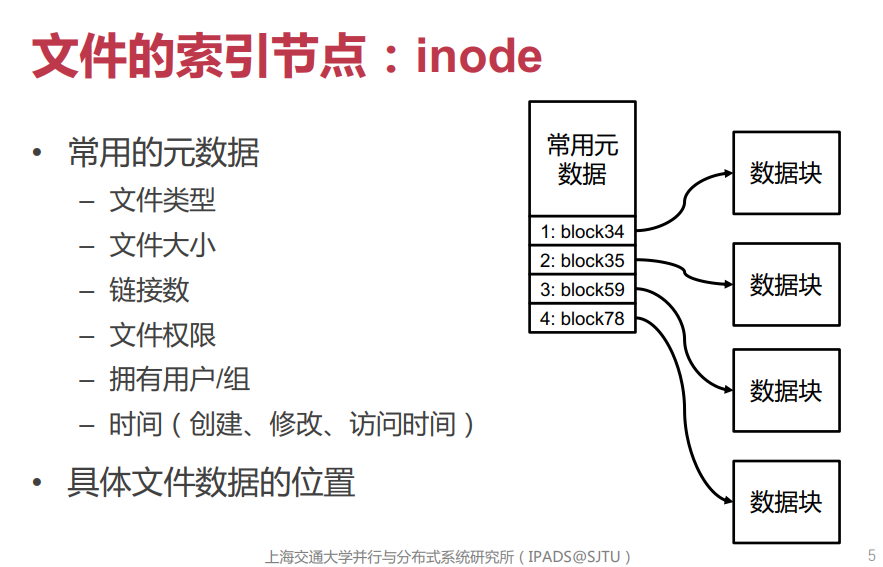 文件的索引节点：inode
• 常用的元数据
– 文件类型
– 文件大小
– 链接数
– 文件权限
– 拥有用户/组
– 时间（创建、修改、访问时间）
• 具体文件数据的位置
常用元
数据
1: block34
2: block35
3: block59
4: block78
数据块
数据块
数据块
数据块
上海交通大学并行与分布式系统研究所（IPADS@SJTU）
5